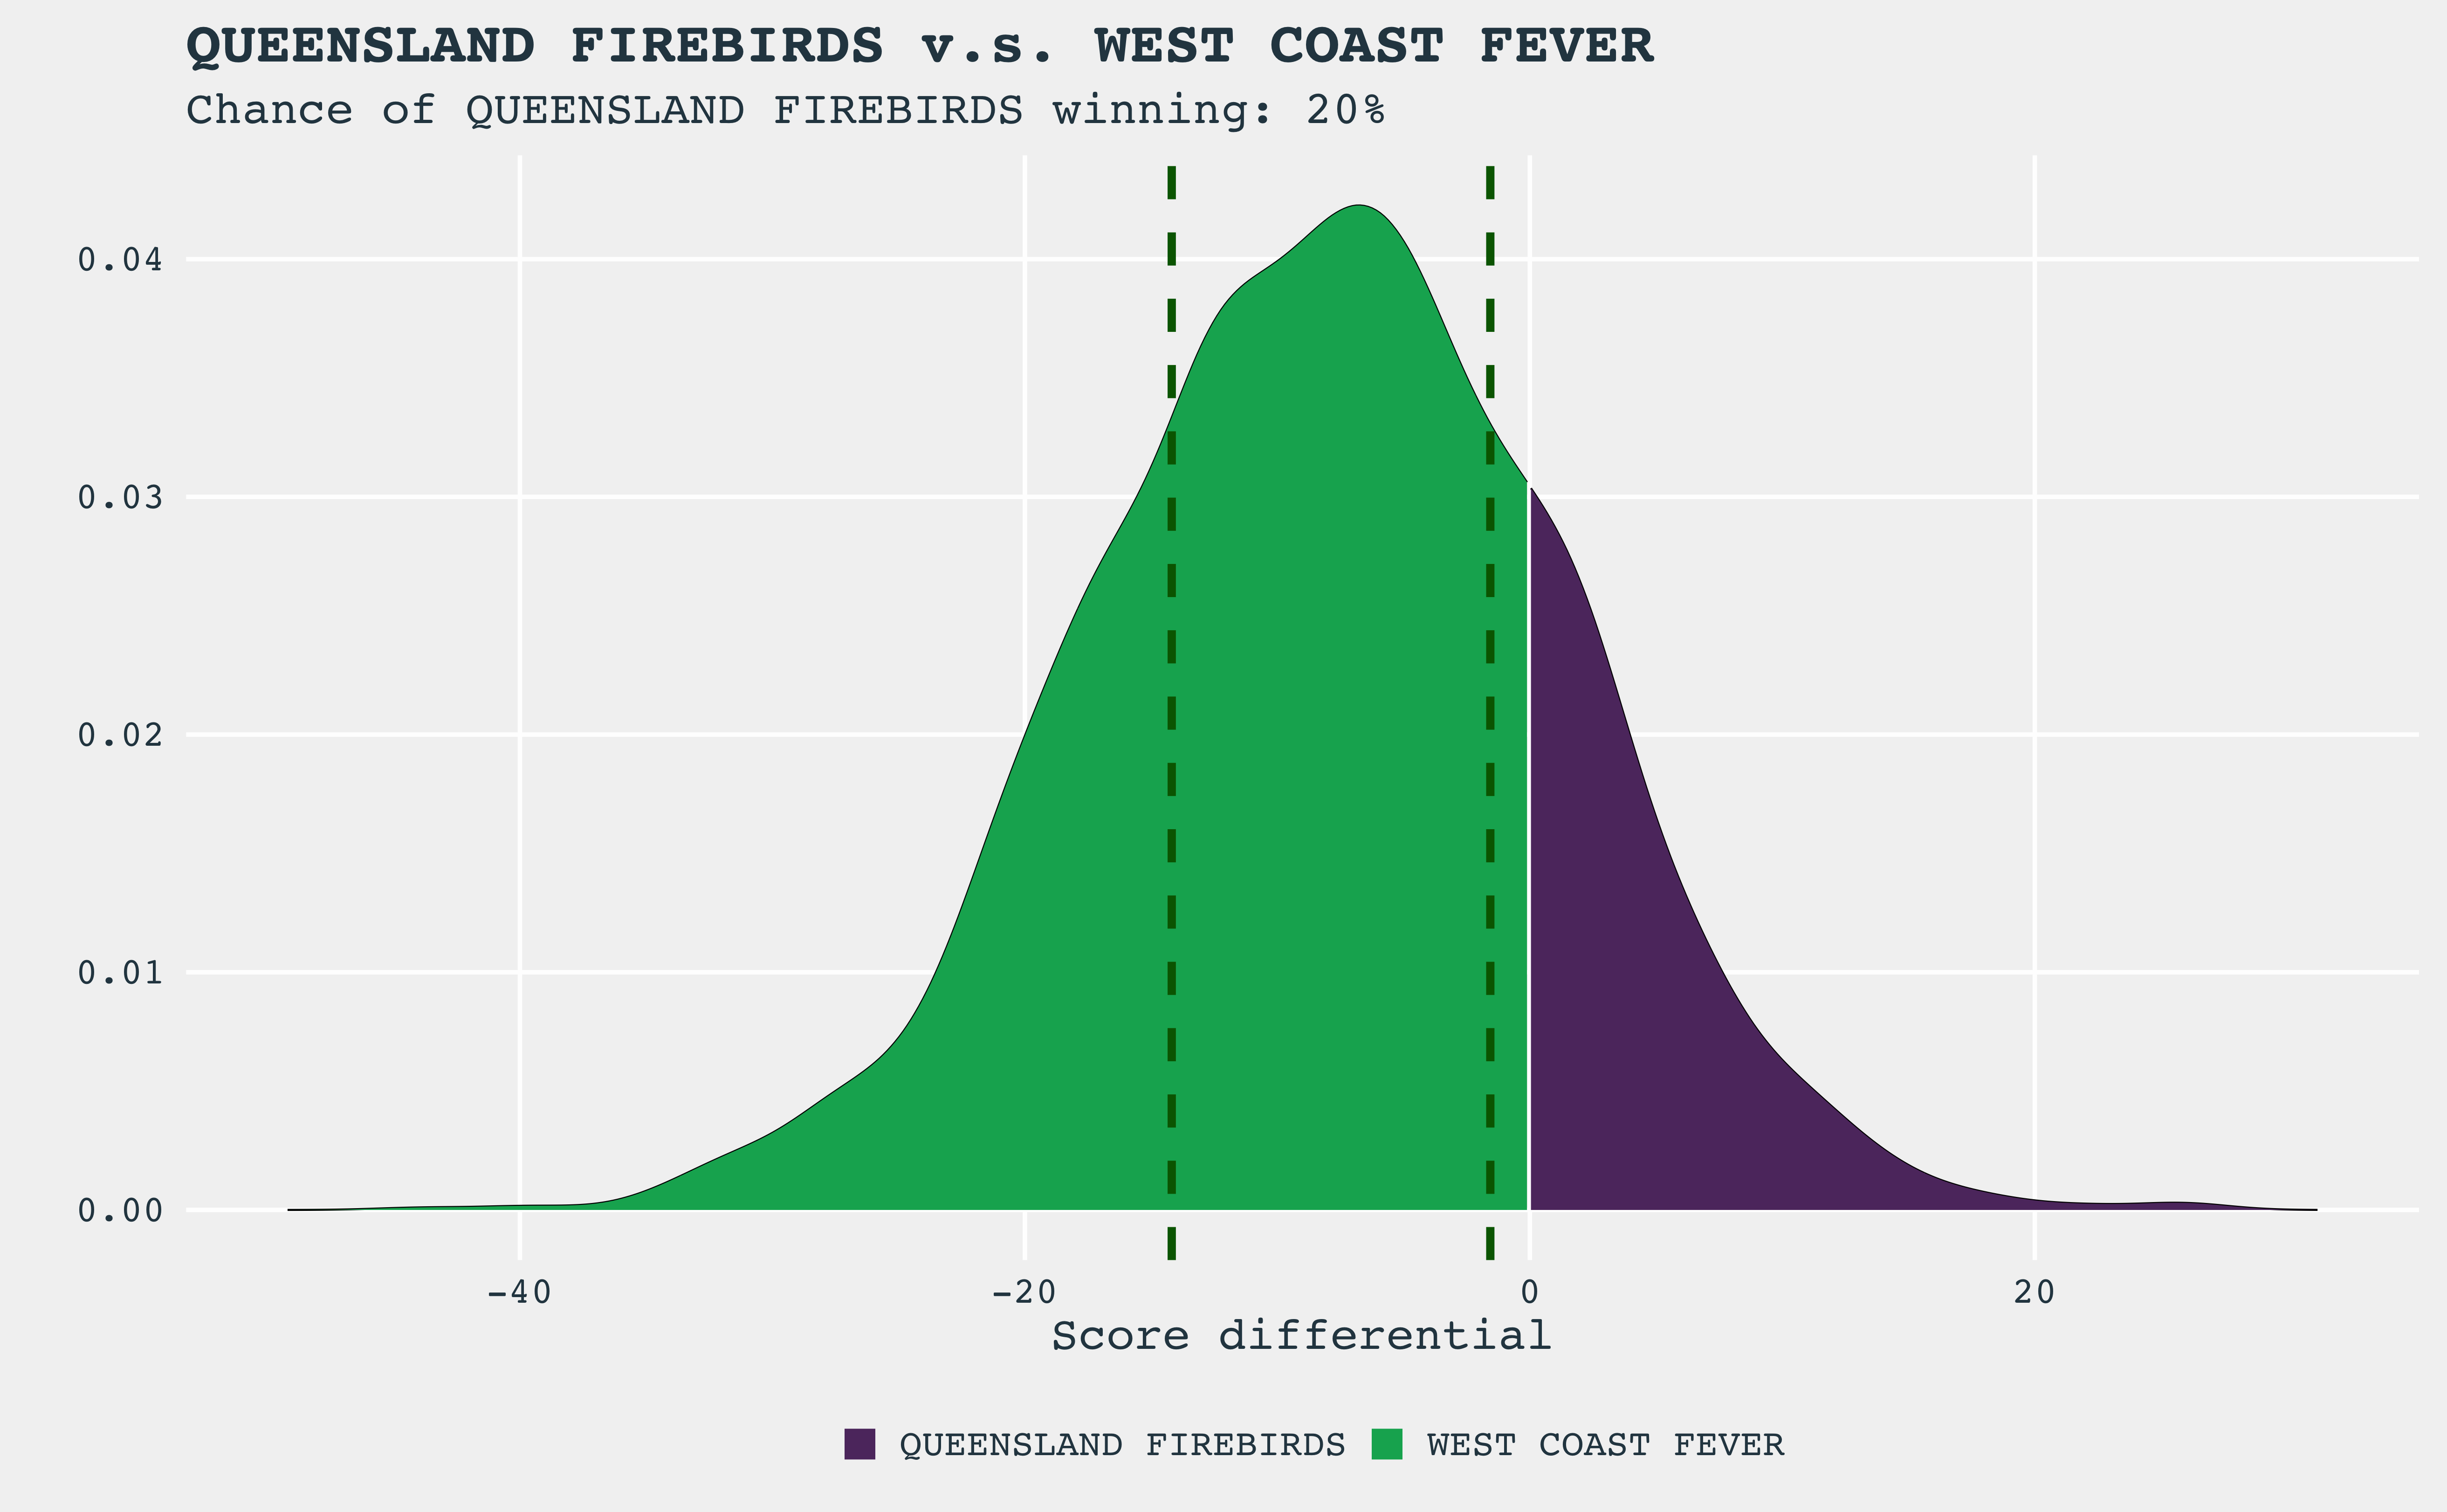 QUEENSLAND FIREBIRDS v.s. WEST COAST FEVER
Chance of QUEENSLAND FIREBIRDS winning: 20%
0.04
0.03
0.02
0.01
0.00
-40 -20 0 20
Score differential
QUEENSLAND FIREBIRDS WEST COAST FEVER